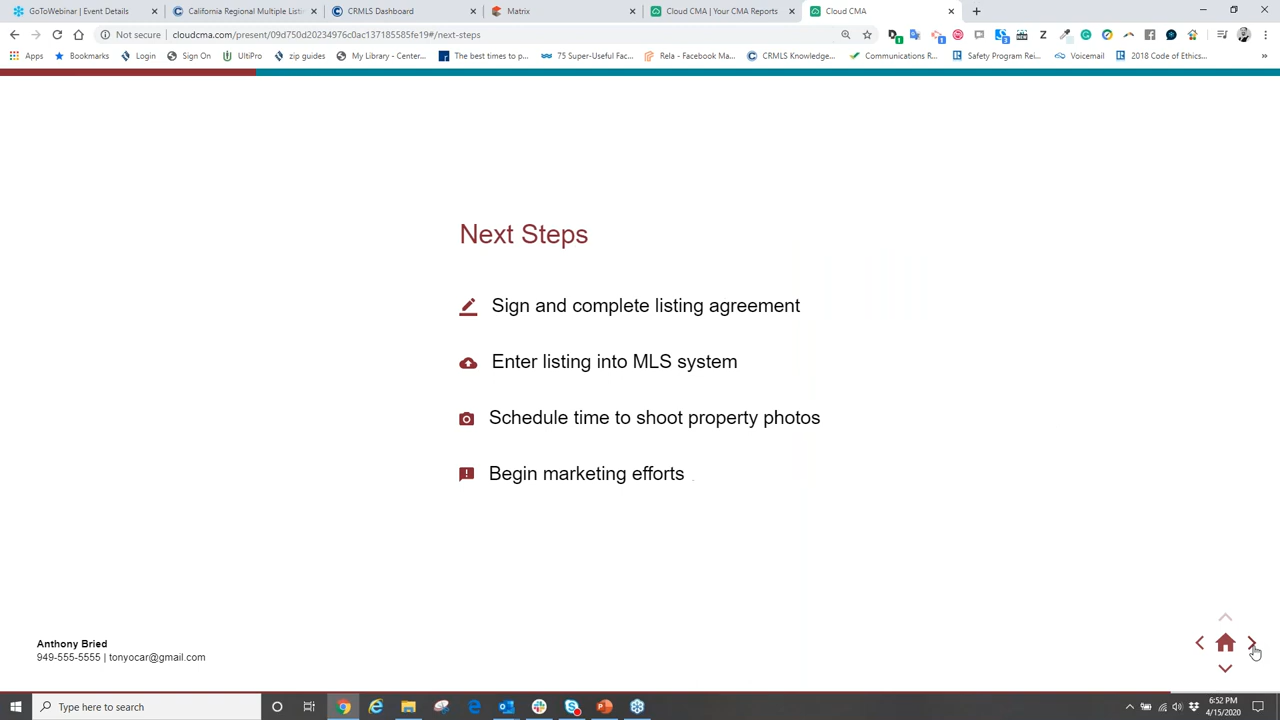 GoToWebinar | Event Details
California Regional Multiple Listin
CRMLS Dashboard
Matrix
Cloud CMA | Your CMA Reports
Cloud CMA
Not secure | cloudcma.com/present/09d750d20234976c0ac137185585fe19#/next-steps
Apps
Bookmarks
Login
Sign On
UltiPro
zip guides
My Library - Center...
The best times to p...
75 Super-Useful Fac...
Rela - Facebook Ma...
CRMLS Knowledge...
Communications R...
Safety Program Rei...
Voicemail
2018 Code of Ethics...
Next Steps
Sign and complete listing agreement
Enter listing into MLS system
Schedule time to shoot property photos
Begin marketing efforts
Anthony Bried
949-555-5555 | tonyocar@gmail.com
Type here to search
6:52 PM
4/15/2020